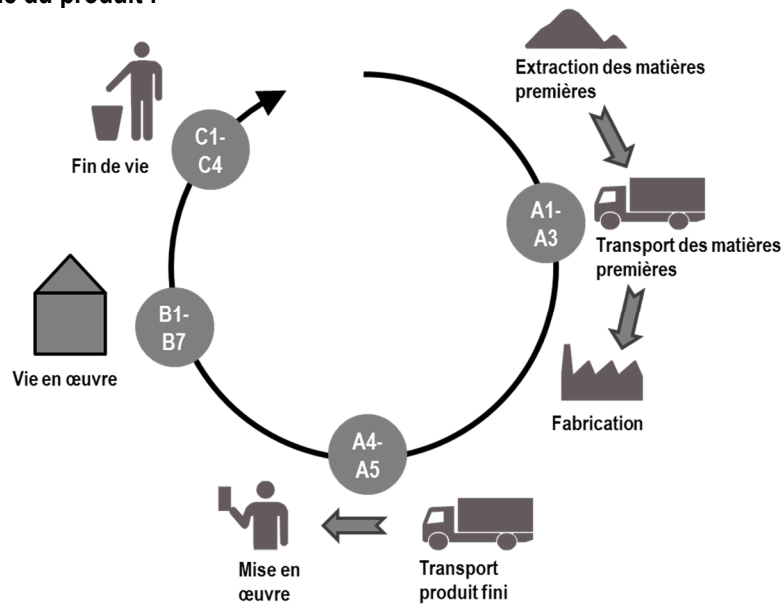 du produit :
Extraction des matières
premières
A1-
A3
Transport des matières
premières
Fabrication
A4-
A5
Transport
produit fini
Mise en
œuvre
B1-
B7
Vie en œuvre
C1-
C4
Fin de vie